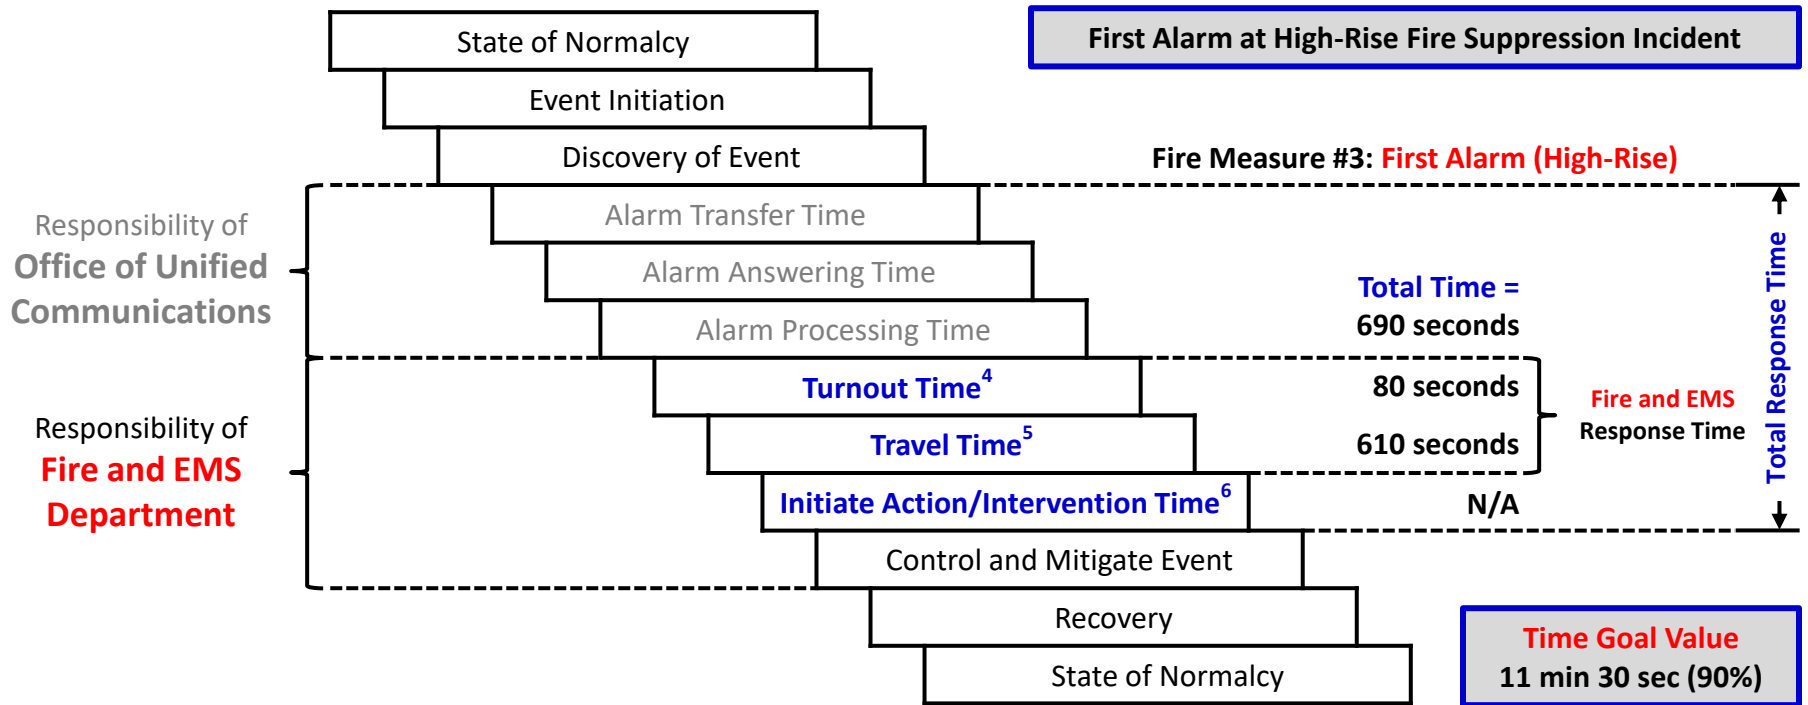 State of Normalcy
First Alarm at High-Rise Fire Suppression Incident
Event Initiation
Discovery of Event
Fire Measure #3: First Alarm (High-Rise)
Responsibility of
Office of Unified
Communications
Alarm Transfer Time
Alarm Answering Time
Alarm Processing Time
Total Time =
690 seconds
Total Response Time
Responsibility of
Fire and EMS
Department
Turnout Time⁴
80 seconds
Travel Time⁵
610 seconds
Fire and EMS
Response Time
Initiate Action/Intervention Time⁶
N/A
Control and Mitigate Event
Recovery
State of Normalcy
Time Goal Value
11 min 30 sec (90%)